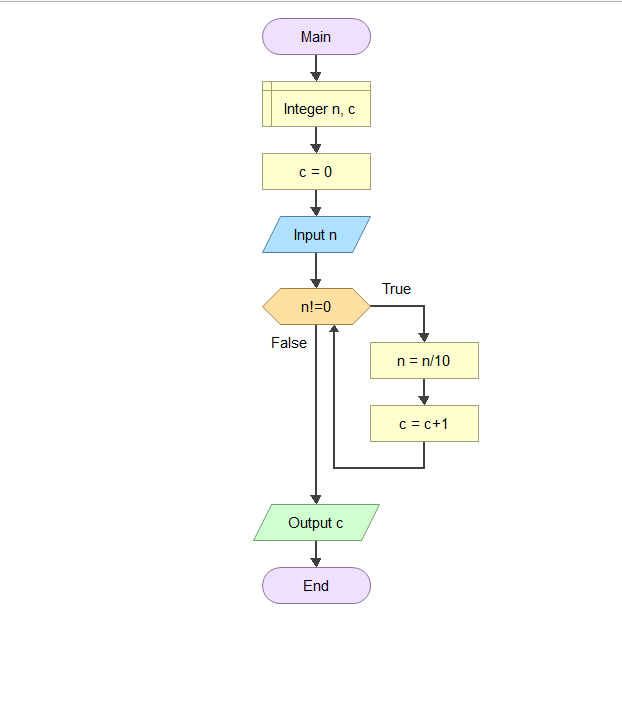 Main
Integer n, c
c = 0
Input n
n!=0
True
False
n = n/10
c = c+1
Output c
End